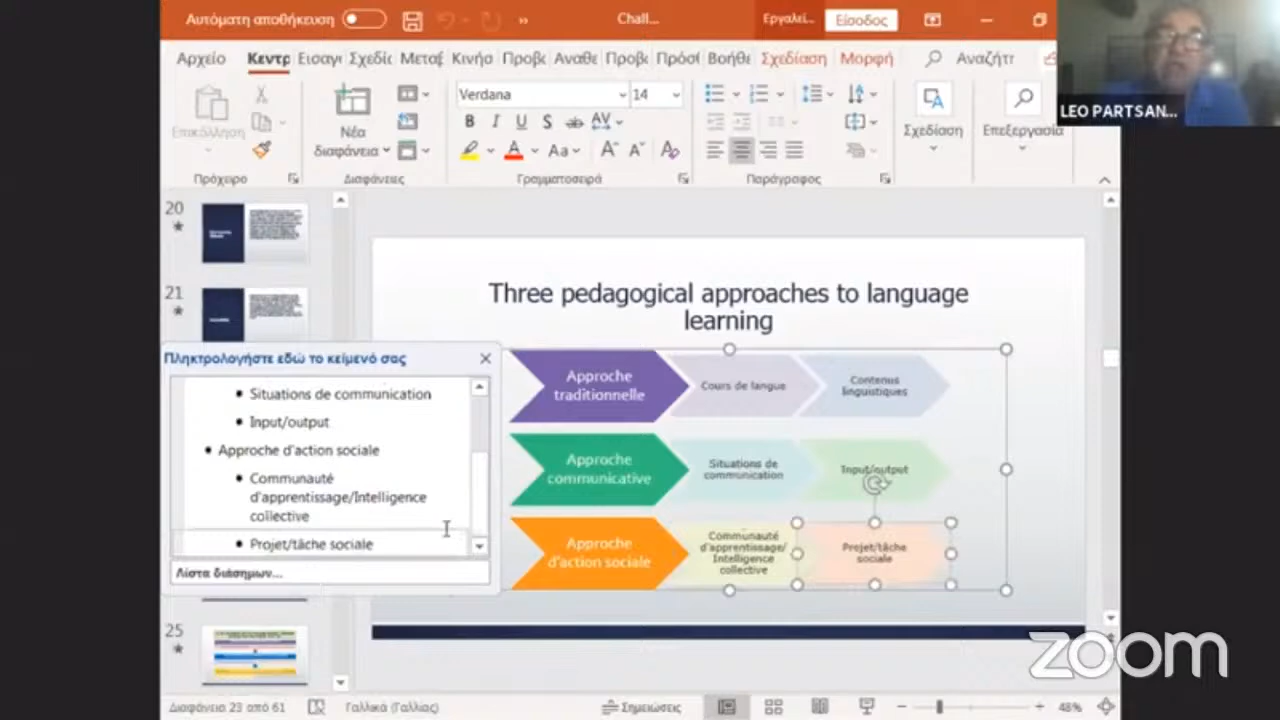 Αυτόματη αποθήκευση
Chall...
Εργαλεί...
Είσοδος
Αρχείο
Κεντρ
Εισαγι
Σχεδίο
Μεταξ
Κινήσ
Προβ
Αναθε
Προβ
Πρόσ
Βοήθε
Σχεδίαση
Μορφή
Αναζήτι
LEO PARTSAN...
Επικόλληση
Πρόχειρο
Νέα
διαφάνεια
Διαφάνειες
Verdana
14
Γραμματοσειρά
Παράγραφος
Σχεδίαση
Επεξεργασία
20
21
25
Πληκτρολογήστε εδώ το κείμενό σας
Situations de communication
Input/output
Approche d'action sociale
Communauté
d'apprentissage/Intelligence
collective
Projet/tâche sociale
Λίστα διάσημων...
Three pedagogical approaches to language
learning
Approche
traditionnelle
Cours de langue
Contenus
linguistiques
Approche
communicative
Situations de
communication
Input/output
Approche
d'action sociale
Communauté
d'apprentissage/
Intelligence
collective
Projet/tâche
sociale
zoom
Διαφάνεια 23 από 61
Γαλλικά (Γαλλίας)
Σημειώσεις
48%